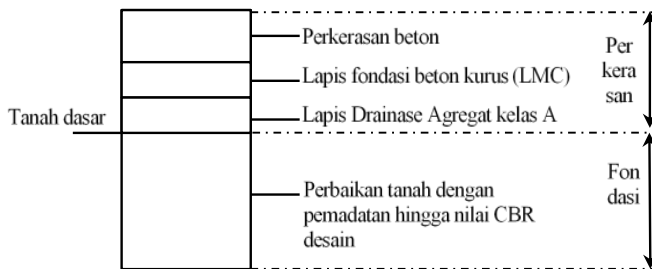 Perkerasan beton
Lapis fondasi beton kurus (LMC)
Lapis Drainase Agregat kelas A
Tanah dasar
Perbaikan tanah dengan
pemadatan hingga nilai CBR
desain
Per
kera
san
Fon
dasi